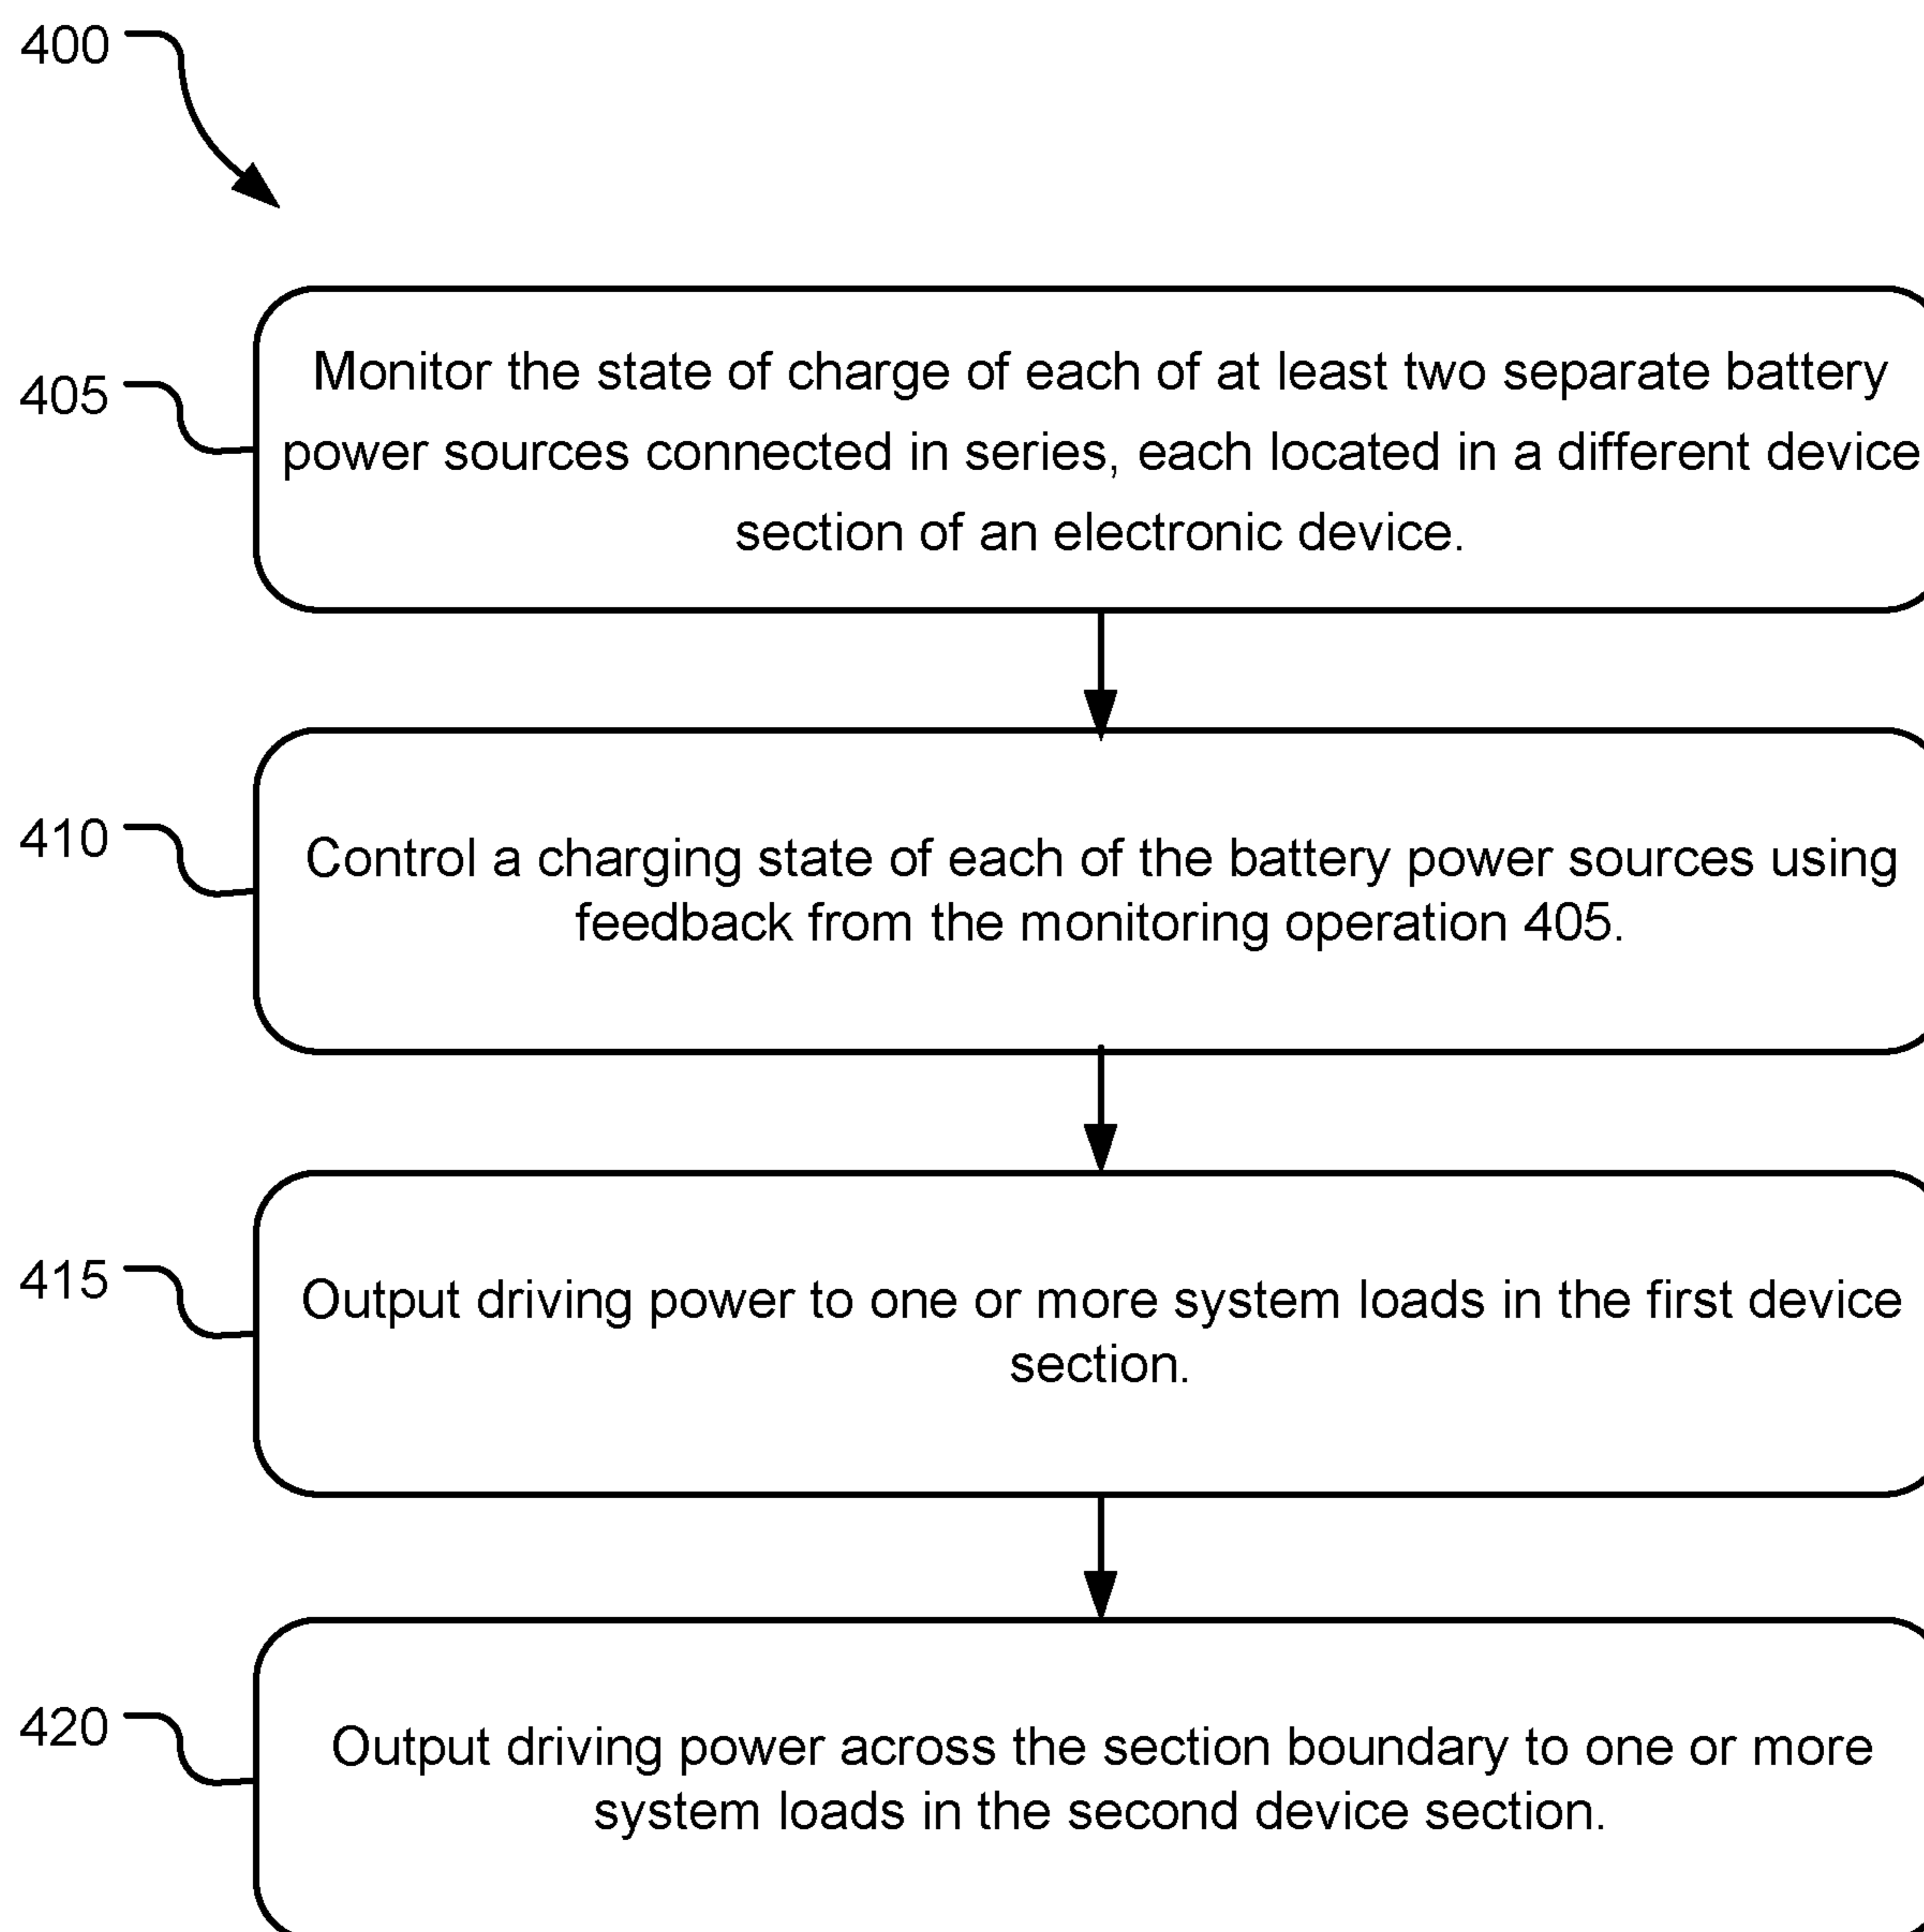 400
405
Monitor the state of charge of each of at least two separate battery
power sources connected in series, each located in a different device
section of an electronic device.
410
Control a charging state of each of the battery power sources using
feedback from the monitoring operation 405.
415
Output driving power to one or more system loads in the first device
section.
420
Output driving power across the section boundary to one or more
system loads in the second device section.